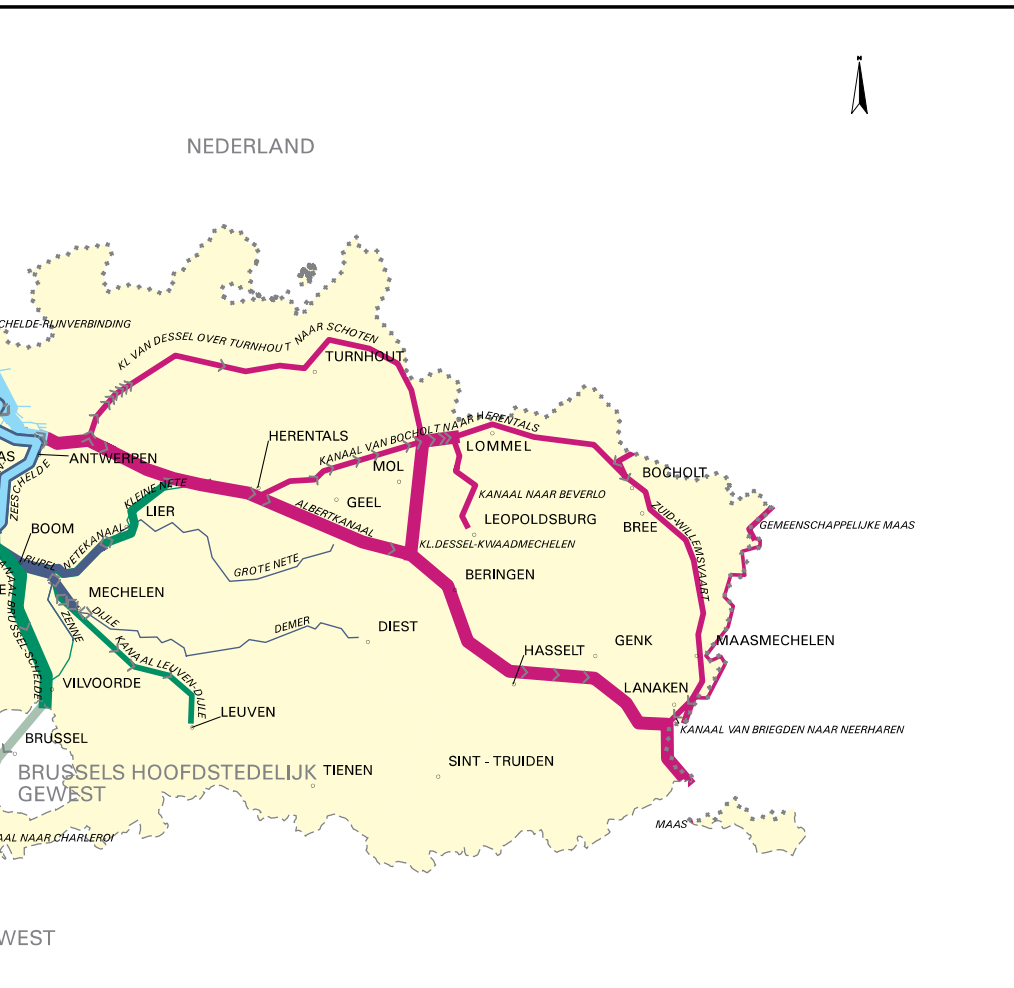 N
NEDERLAND
CHELDE-RIJNVERBINDING
KL VAN DESSEL OVER TURNHOUT NAAR SCHOTEN
TURNHOUT
KANAAL VAN BOCHOLT NAAR HERENTALS
HERENTALS
LOMMEL
ANTWERPEN
AS
MOL
BOCHOLT
ZEESCHELDE
KLEINE NETE
KANAAL NAAR BEVERLO
GEEL
LIER
ALBERTKANAAL
LEOPOLDSBURG
ZUID-WILLEMSVAART
BREE
GEMEENSCHAPPELIJKE MAAS
BOOM
NETEKANAAL
KL.DESSEL-KWAADMECHELEN
RUPEL
GROTE NETE
BERINGEN
MECHELEN
DIJLE
ZENNE
DEMER
DIEST
GENK
MAASMECHELEN
KANAAL BRUSSEL-SCHELDE
KANAAL LEUVEN-DIJLE
HASSELT
VILVOORDE
LANAKEN
LEUVEN
KANAAL VAN BRIEGDEN NAAR NEERHAREN
BRUSSEL
SINT - TRUIDEN
BRUSSELS HOOFDSTEDELIJK
GEWEST
TIENEN
MAAS
AAL NAAR CHARLEROI
WEST